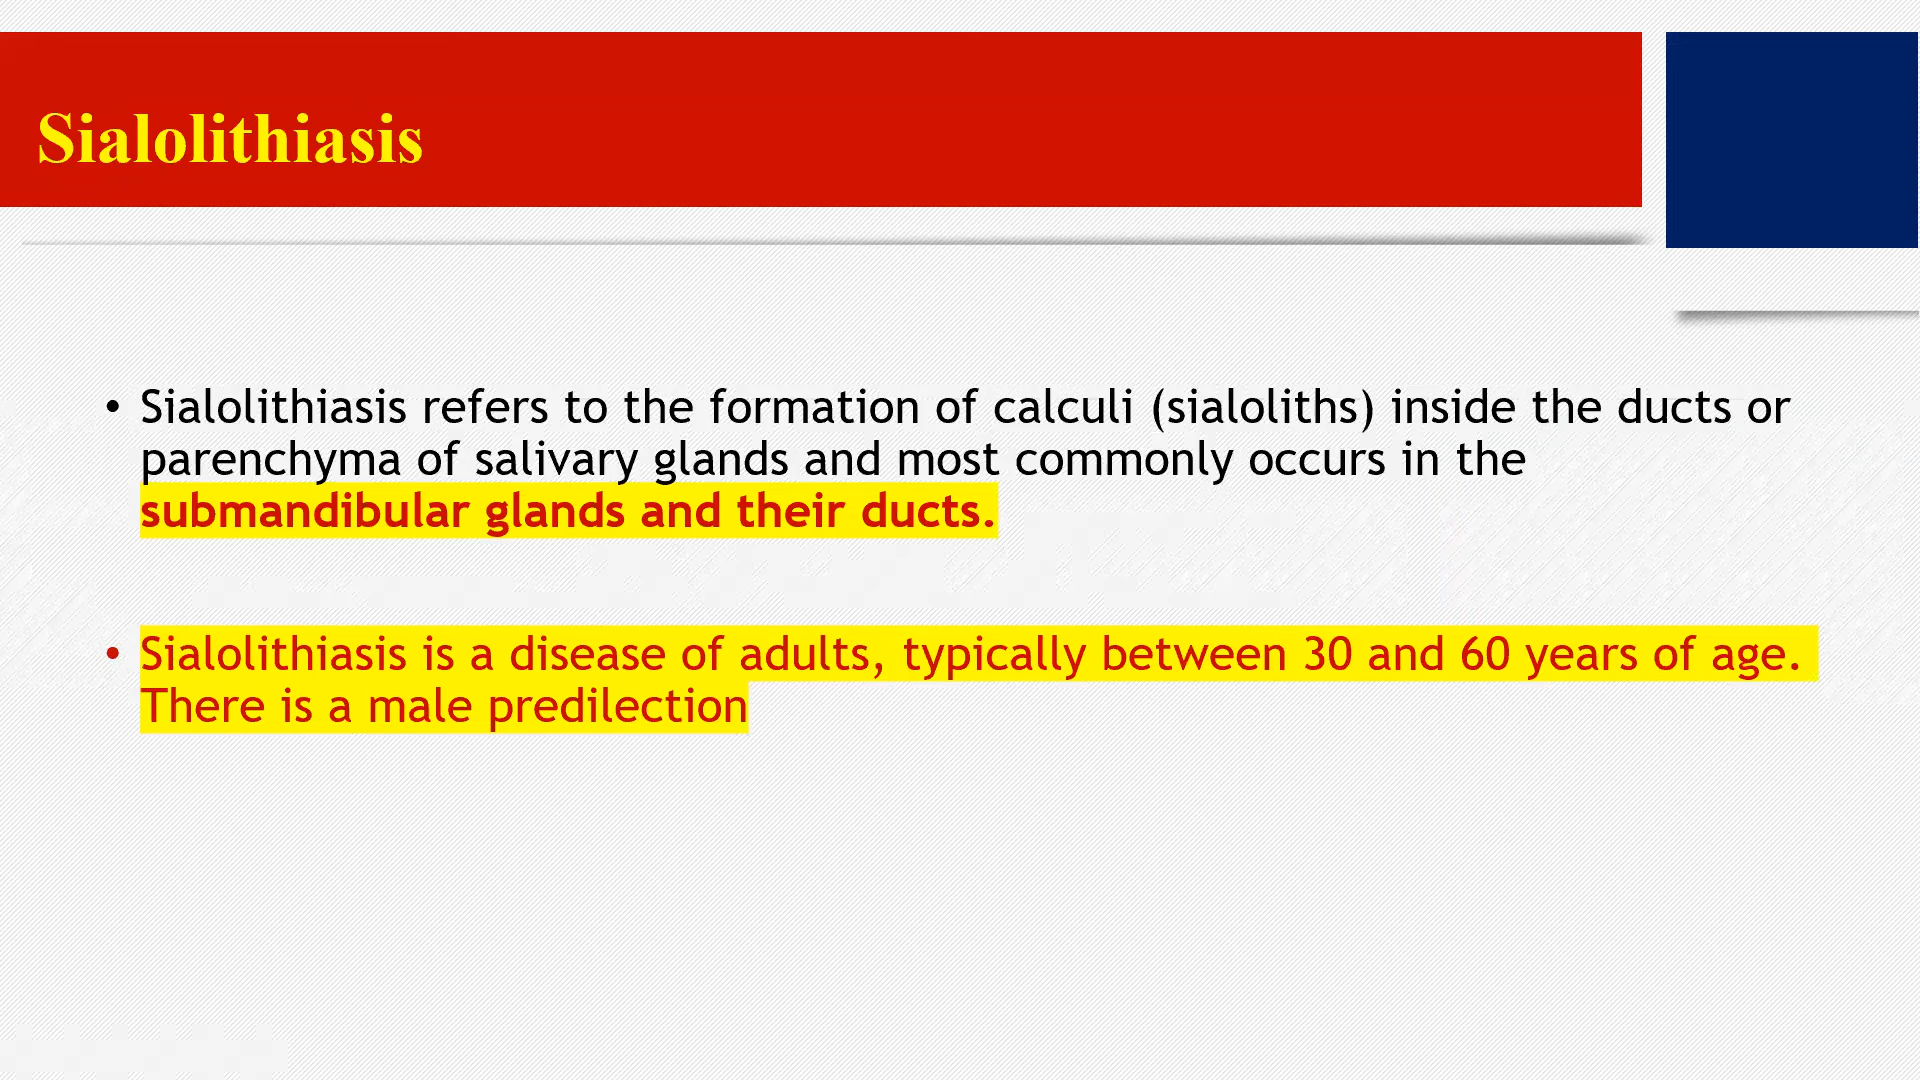 Sialolithiasis
• Sialolithiasis refers to the formation of calculi (sialoliths) inside the ducts or
parenchyma of salivary glands and most commonly occurs in the
submandibular glands and their ducts.
• Sialolithiasis is a disease of adults, typically between 30 and 60 years of age.
There is a male predilection